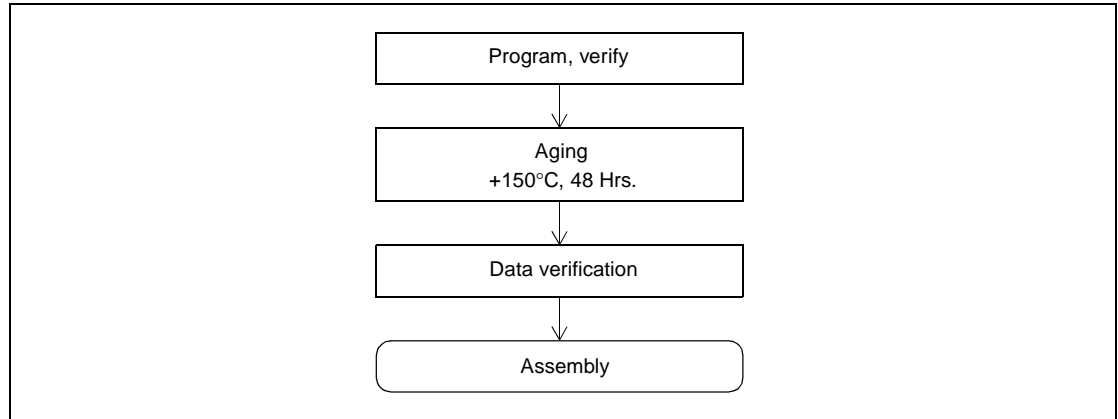 Program, verify
Aging
+150°C, 48 Hrs.
Data verification
Assembly